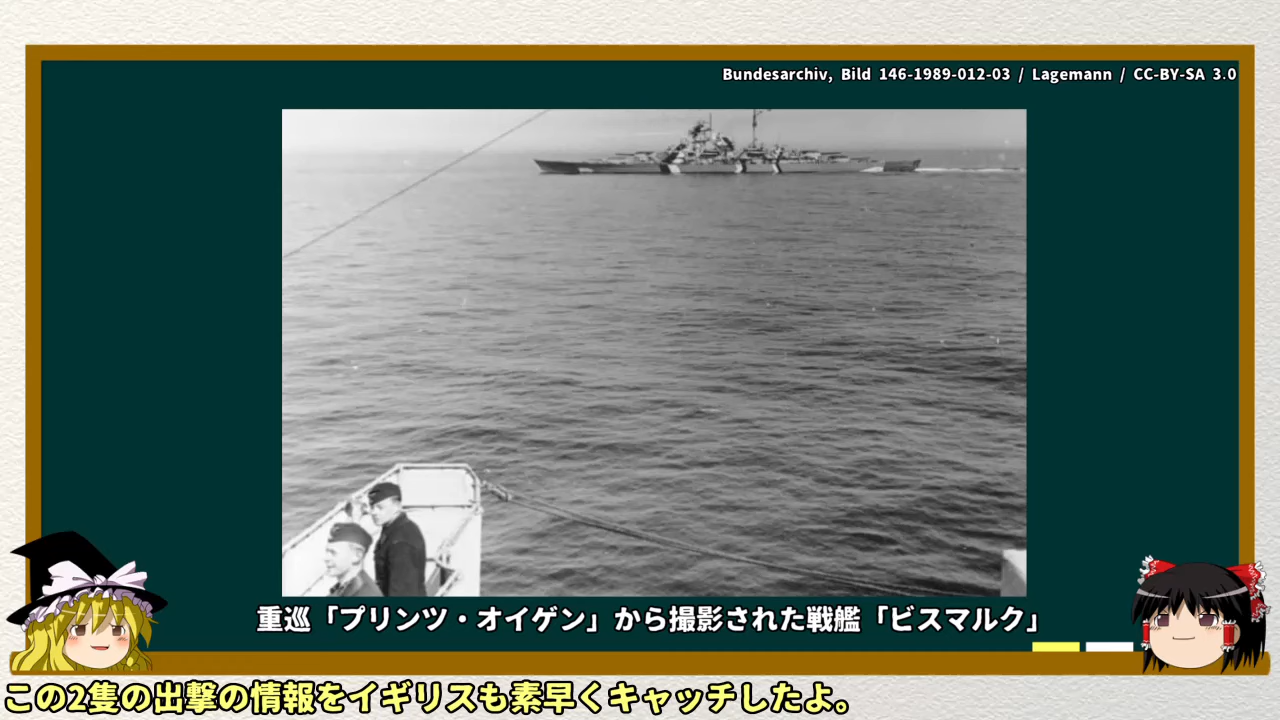 Bundesarchiv, Bild 146-1989-012-03 / Lagemann / CC-BY-SA 3.0
重巡「プリンツ・オイゲン」から撮影された戦艦「ビスマルク」
この2隻の出撃の情報をイギリスも素早くキャッチしたよ。